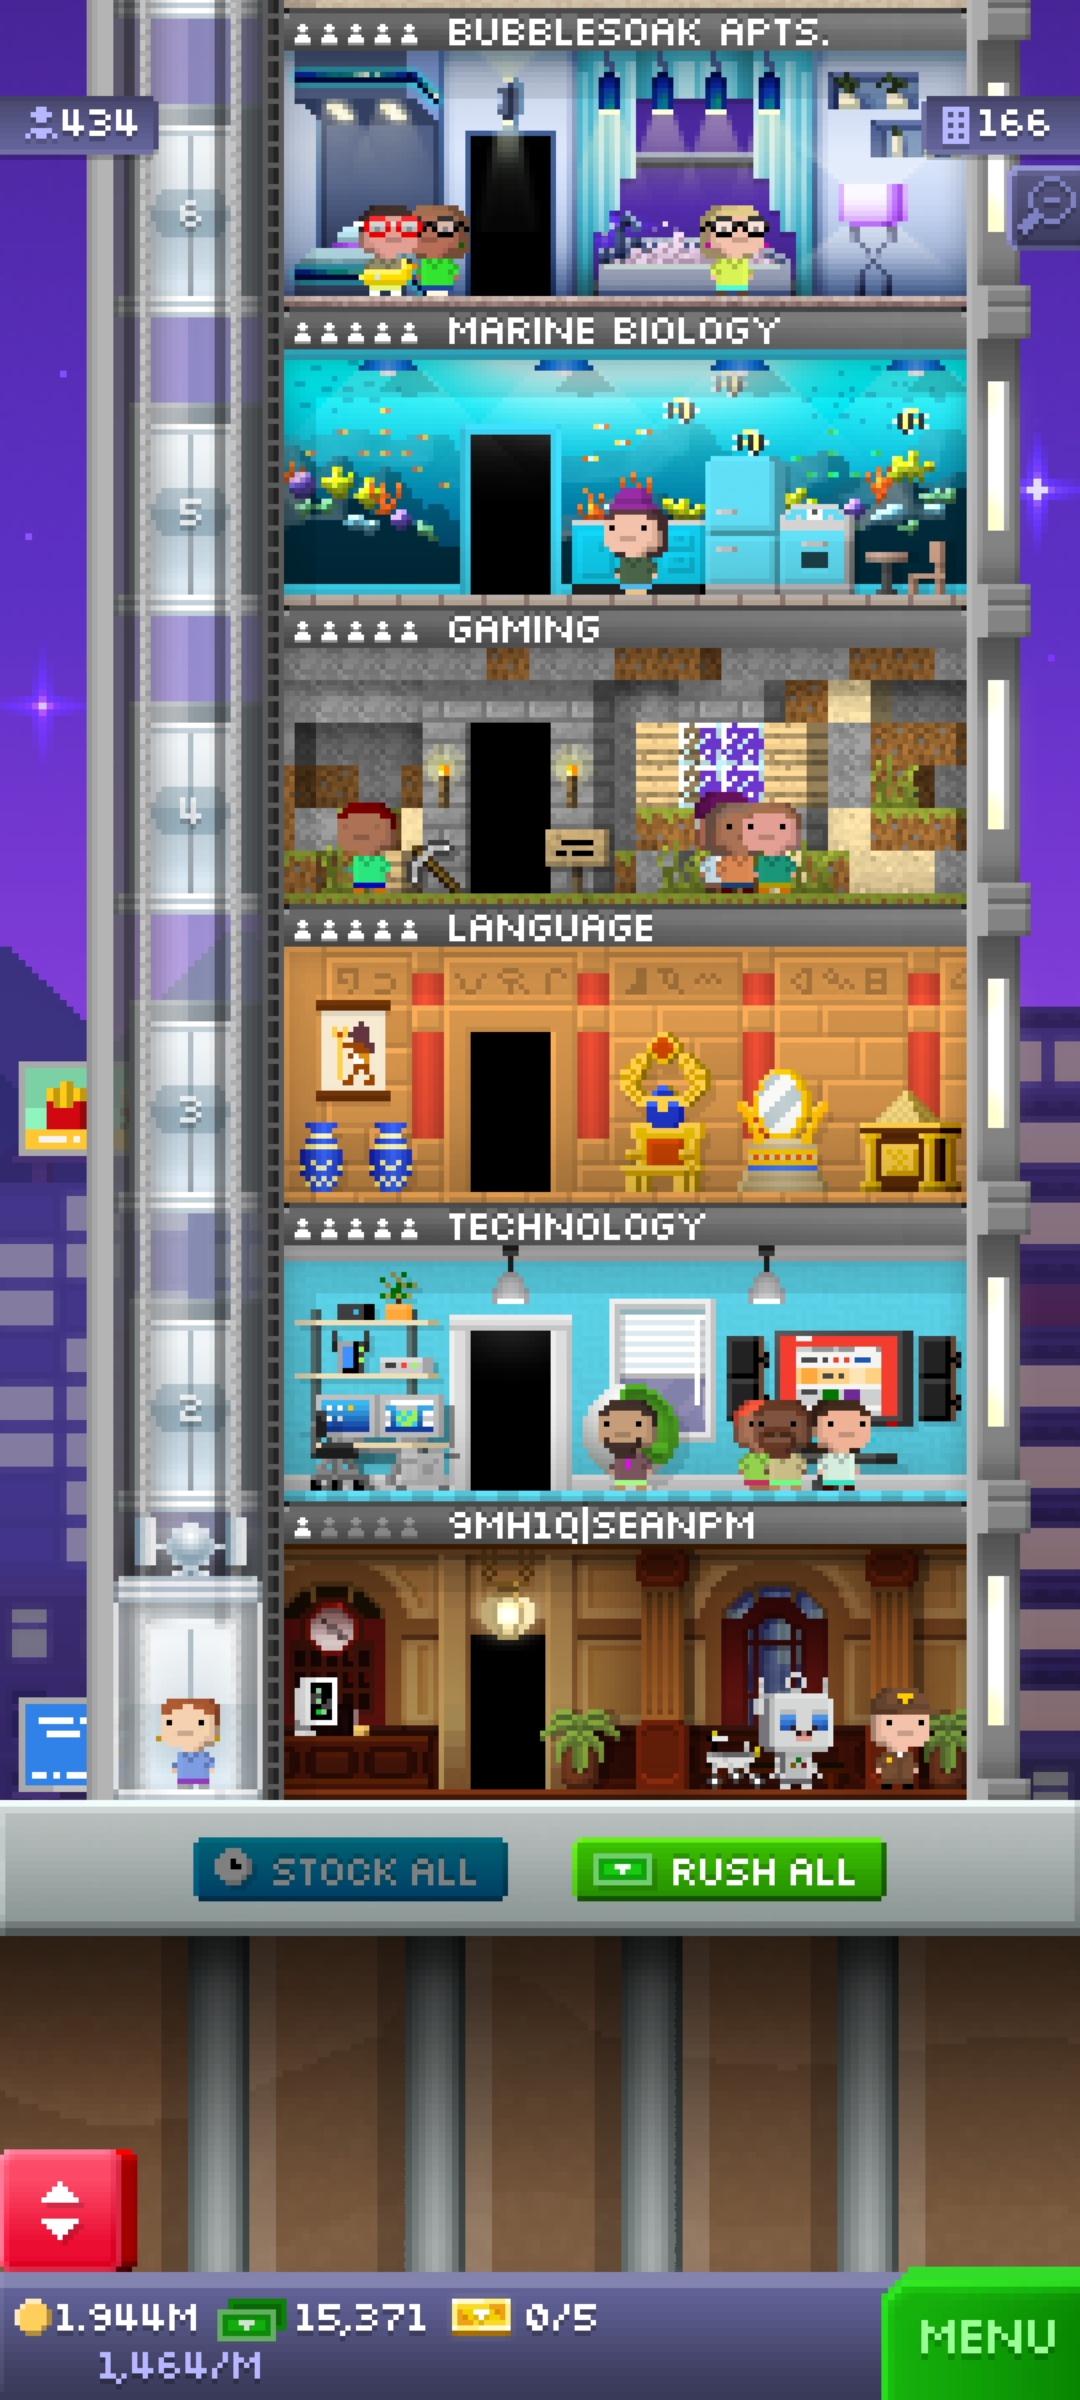 BUBBLESOAK APTS.
434
166
6
MARINE BIOLOGY
5
GAMING
4
LANGUAGE
3
TECHNOLOGY
2
9MH1Q|SEANPM
STOCK ALL
RUSH ALL
1.944M 15,371 0/5
1,464/M
MENU